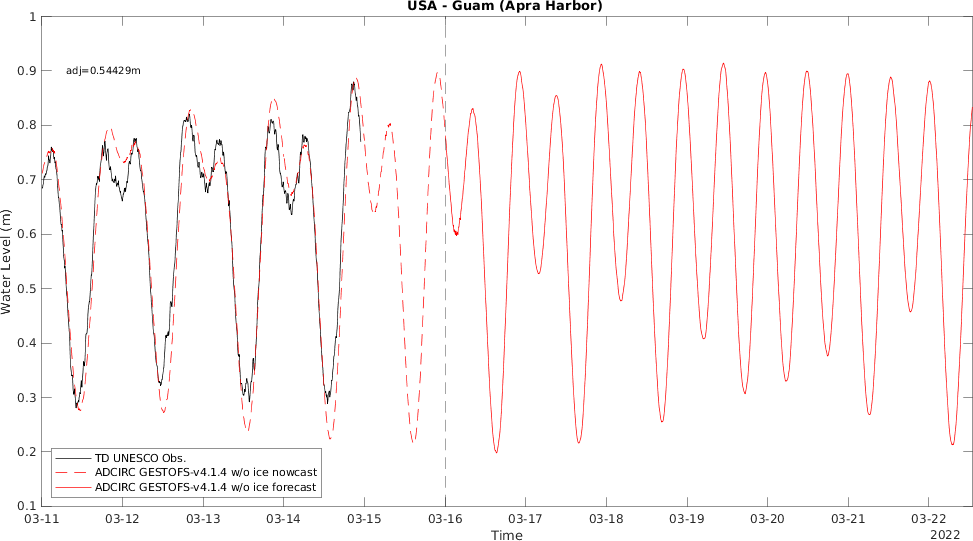 USA - Guam (Apra Harbor)
1
0.9
0.8
0.7
0.6
0.5
0.4
0.3
0.2
0.1
Water Level (m)
adj=0.54429m
TD UNESCO Obs.
ADCIRC GESTOFS-v4.1.4 w/o ice nowcast
ADCIRC GESTOFS-v4.1.4 w/o ice forecast
03-11 03-12 03-13 03-14 03-15 03-16 03-17 03-18 03-19 03-20 03-21 03-22
Time
2022